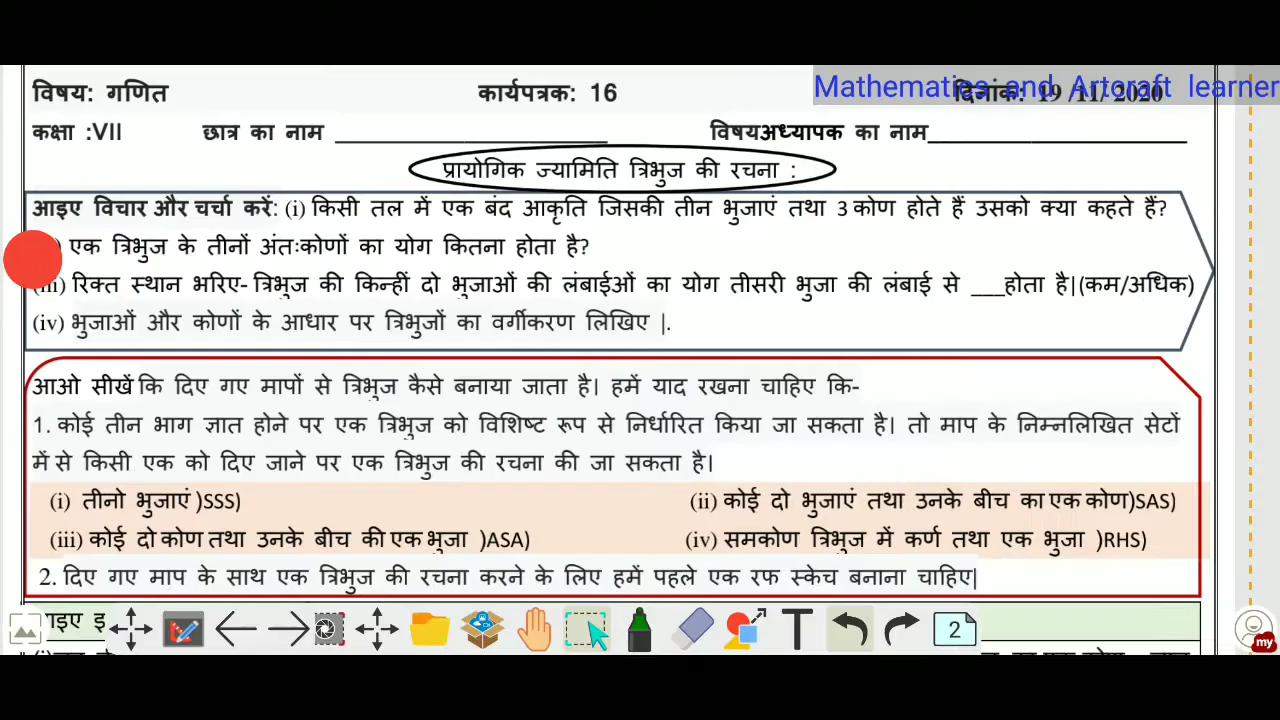 विषय: गणित कार्यपत्रक: 16 दिनांक: 19 /11/ 2020
Mathematics and Artcraft learner
कक्षा :VII छात्र का नाम ____________________ विषयअध्यापक का नाम____________________
प्रायोगिक ज्यामिति त्रिभुज की रचना :
आइए विचार और चर्चा करें: (i) किसी तल में एक बंद आकृति जिसकी तीन भुजाएं तथा 3 कोण होते हैं उसको क्या कहते हैं?
एक त्रिभुज के तीनों अंतःकोणों का योग कितना होता है?
(iii) रिक्त स्थान भरिए- त्रिभुज की किन्हीं दो भुजाओं की लंबाईओं का योग तीसरी भुजा की लंबाई से ___होता है|(कम/अधिक)
(iv) भुजाओं और कोणों के आधार पर त्रिभुजों का वर्गीकरण लिखिए |.
आओ सीखें कि दिए गए मापों से त्रिभुज कैसे बनाया जाता है। हमें याद रखना चाहिए कि-
1. कोई तीन भाग ज्ञात होने पर एक त्रिभुज को विशिष्ट रूप से निर्धारित किया जा सकता है। तो माप के निम्नलिखित सेटों
में से किसी एक को दिए जाने पर एक त्रिभुज की रचना की जा सकता है।
(i) तीनो भुजाएं )SSS) (ii) कोई दो भुजाएं तथा उनके बीच का एक कोण)SAS)
(iii) कोई दो कोण तथा उनके बीच की एक भुजा )ASA) (iv) समकोण त्रिभुज में कर्ण तथा एक भुजा )RHS)
2. दिए गए माप के साथ एक त्रिभुज की रचना करने के लिए हमें पहले एक रफ स्केच बनाना चाहिए|
T 2 my